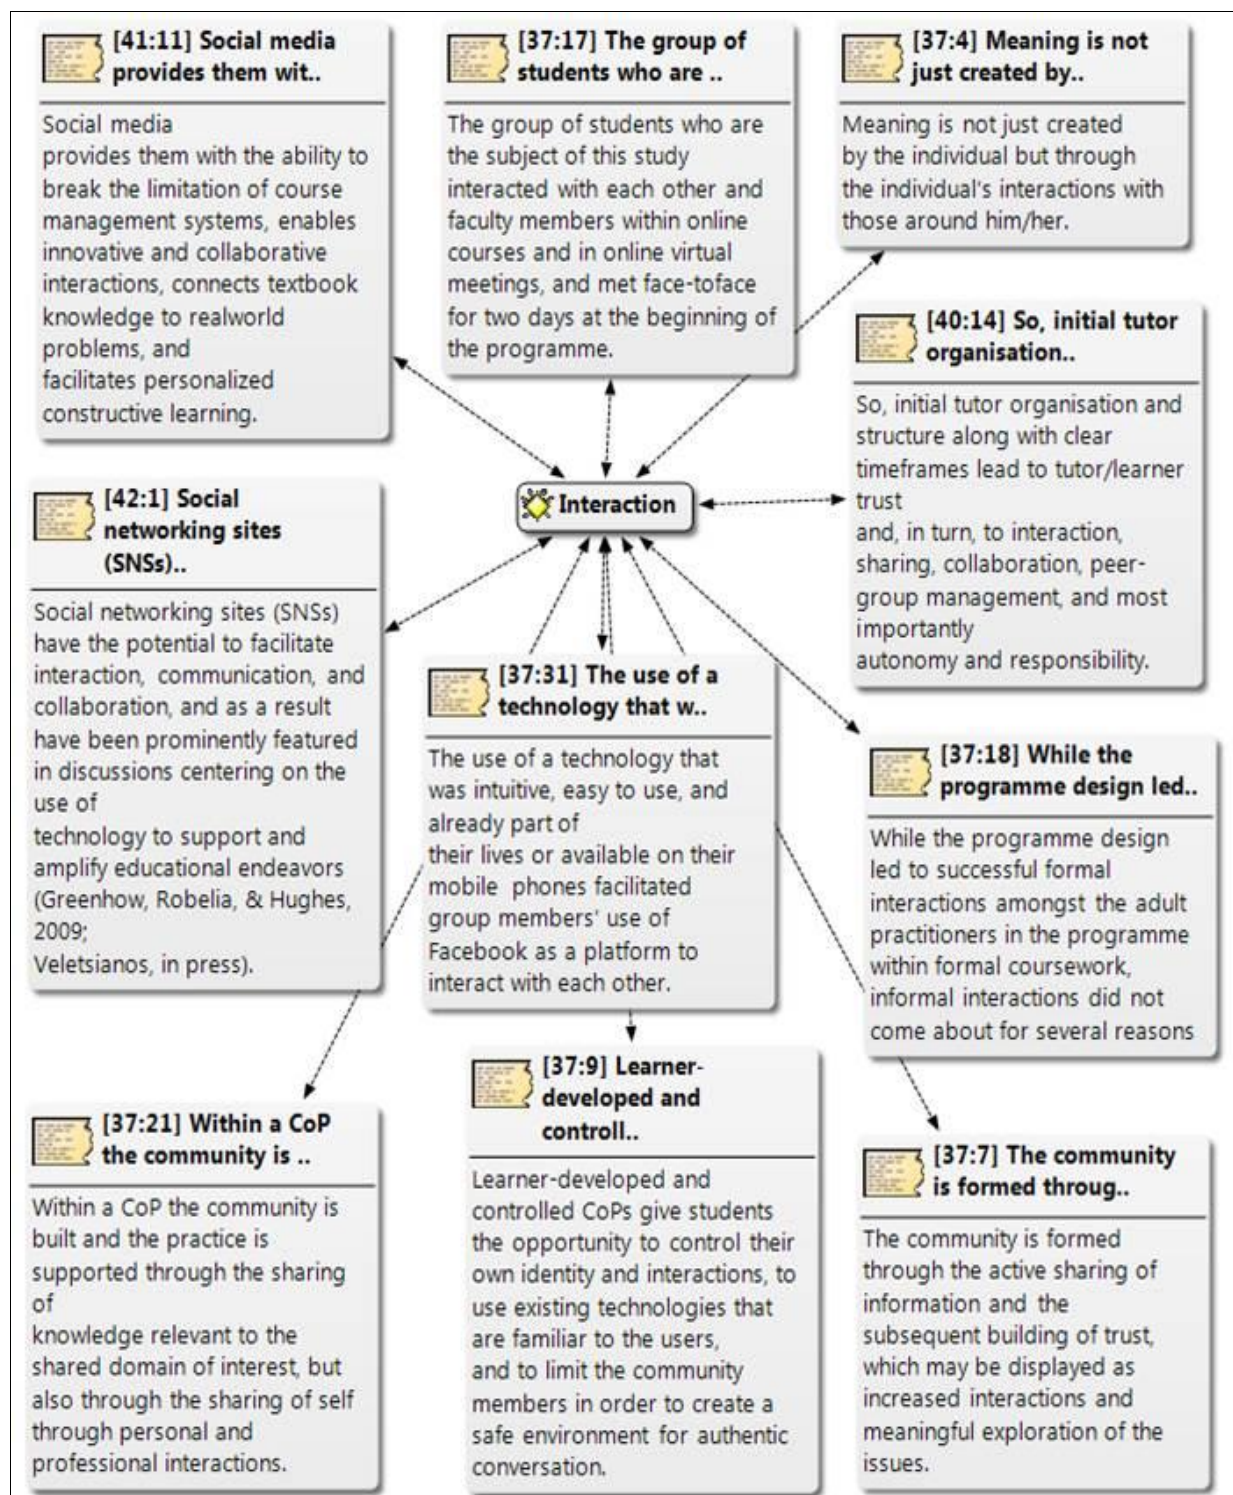 [41:11] Social media
provides them wit..
Social media
provides them with the ability to
break the limitation of course
management systems, enables
innovative and collaborative
interactions, connects textbook
knowledge to realworld
problems, and
facilitates personalized
constructive learning.
[37:17] The group of
students who are ..
The group of students who are
the subject of this study
interacted with each other and
faculty members within online
courses and in online virtual
meetings, and met face-toface
for two days at the beginning of
the programme.
[37:4] Meaning is not
just created by..
Meaning is not just created
by the individual but through
the individual's interactions with
those around him/her.
[40:14] So, initial tutor
organisation..
So, initial tutor organisation and
structure along with clear
timeframes lead to tutor/learner
trust
and, in turn, to interaction,
sharing, collaboration, peer-
group management, and most
importantly
autonomy and responsibility.
Interaction
[42:1] Social
networking sites
(SNSs)..
Social networking sites (SNSs)
have the potential to facilitate
interaction, communication, and
collaboration, and as a result
have been prominently featured
in discussions centering on the
use of
technology to support and
amplify educational endeavors
(Greenhow, Robelia, & Hughes,
2009;
Veletsianos, in press).
[37:31] The use of a
technology that w..
The use of a technology that
was intuitive, easy to use, and
already part of
their lives or available on their
mobile phones facilitated
group members' use of
Facebook as a platform to
interact with each other.
[37:18] While the
programme design led..
While the programme design
led to successful formal
interactions amongst the adult
practitioners in the programme
within formal coursework,
informal interactions did not
come about for several reasons
[37:21] Within a CoP
the community is ..
Within a CoP the community is
built and the practice is
supported through the sharing
of
knowledge relevant to the
shared domain of interest, but
also through the sharing of self
through personal and
professional interactions.
[37:9] Learner-
developed and
controll..
Learner-developed and
controlled CoPs give students
the opportunity to control their
own identity and interactions, to
use existing technologies that
are familiar to the users,
and to limit the community
members in order to create a
safe environment for authentic
conversation.
[37:7] The community
is formed throug..
The community is formed
through the active sharing of
information and the
subsequent building of trust,
which may be displayed as
increased interactions and
meaningful exploration of the
issues.